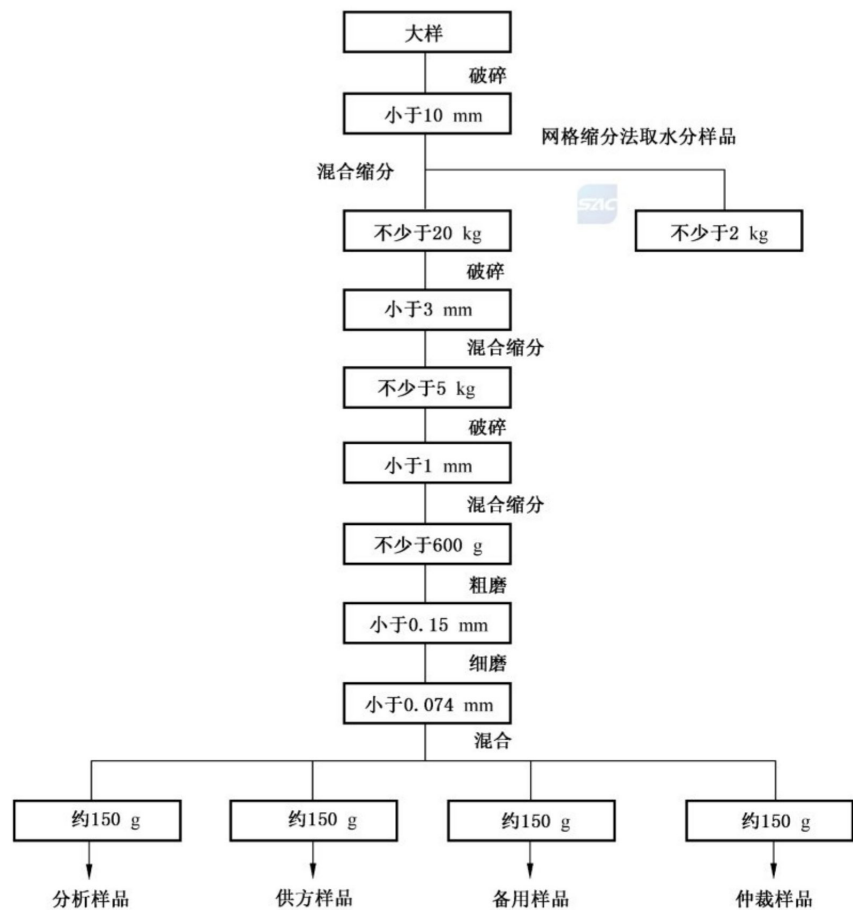 大样
破碎
小于10 mm
网格缩分法取水分样品
混合缩分
SAC
不少于20 kg
不少于2 kg
破碎
小于3 mm
混合缩分
不少于5 kg
破碎
小于1 mm
混合缩分
不少于600 g
粗磨
小于0.15 mm
细磨
小于0.074 mm
混合
约150 g
约150 g
约150 g
约150 g
分析样品
供方样品
备用样品
仲裁样品